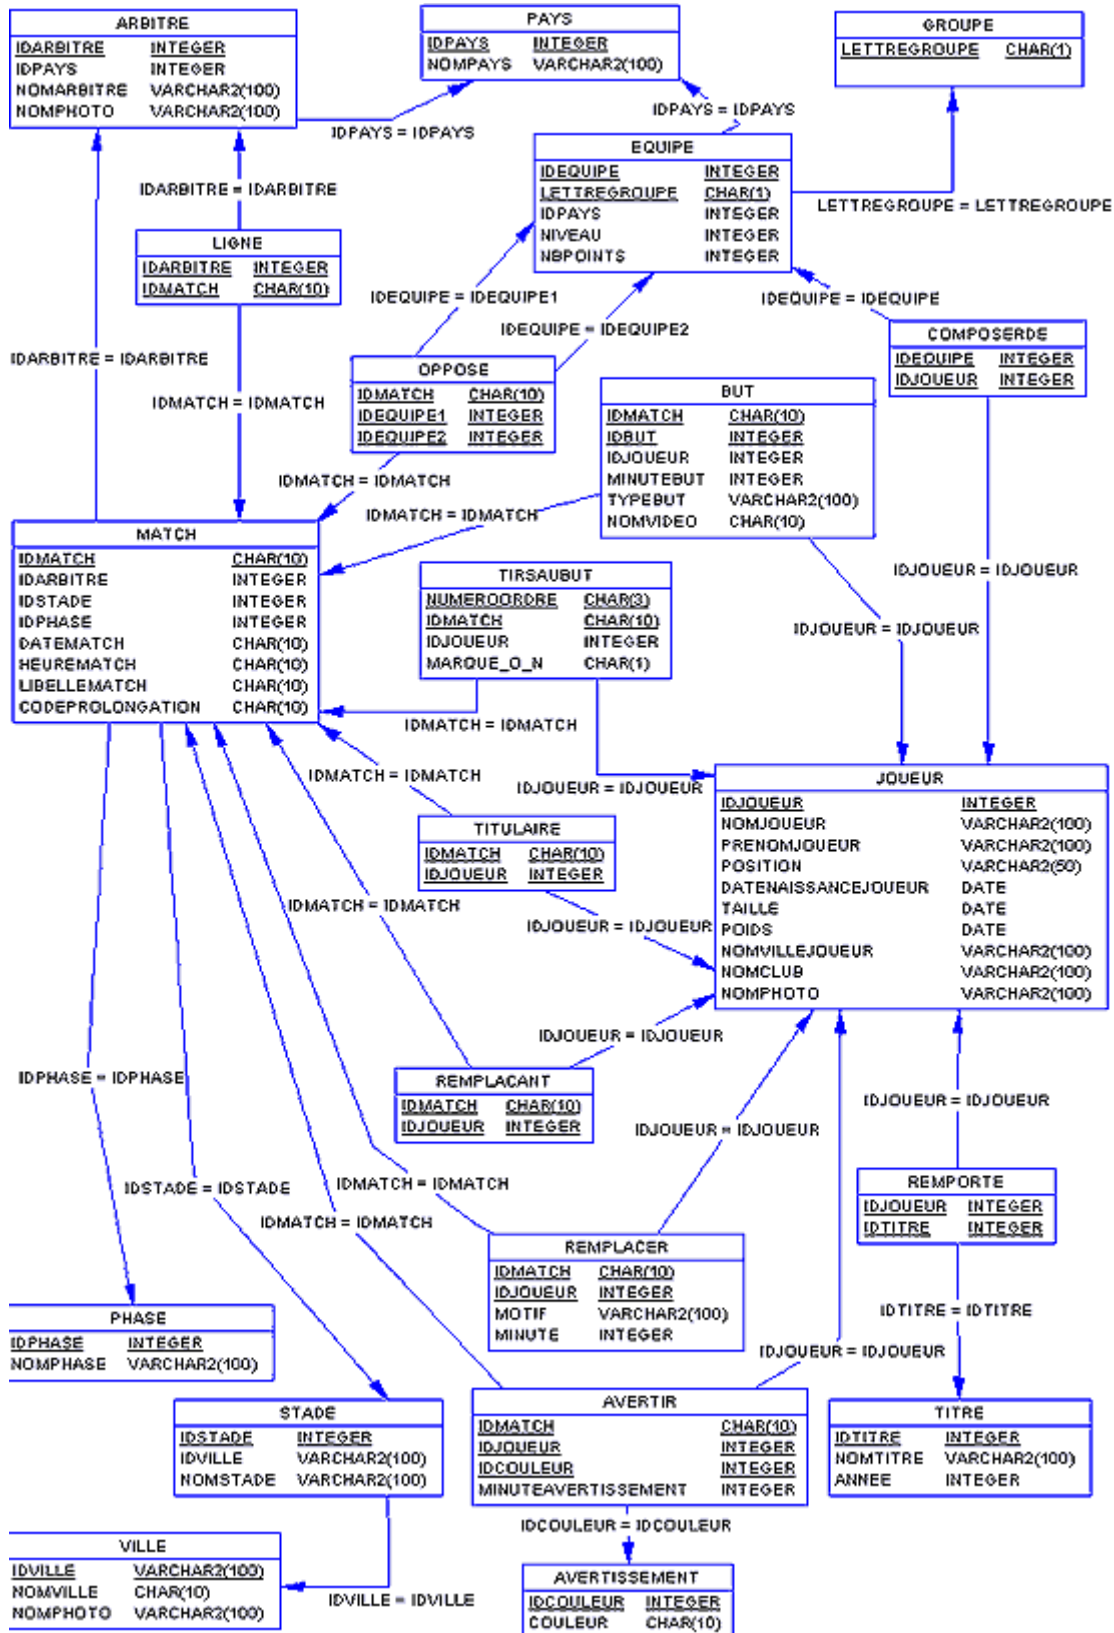 ARBITRE
IDARBITRE INTEGER
IDPAYS INTEGER
NOMARBITRE VARCHAR2(100)
NOMPHOTO VARCHAR2(100)
PAYS
IDPAYS INTEGER
NOMPAYS VARCHAR2(100)
GROUPE
LETTREGROUPE CHAR(1)
IDPAYS = IDPAYS
IDPAYS = IDPAYS
EQUIPE
IDEQUIPE INTEGER
LETTREGROUPE CHAR(1)
IDPAYS INTEGER
NIVEAU INTEGER
NBPOINTS INTEGER
LETTREGROUPE = LETTREGROUPE
IDARBITRE = IDARBITRE
LIGNE
IDARBITRE INTEGER
IDMATCH CHAR(10)
IDEQUIPE = IDEQUIPE1
IDEQUIPE = IDEQUIPE2
IDEQUIPE = IDEQUIPE
COMPOSERDE
IDEQUIPE INTEGER
IDJOUEUR INTEGER
IDARBITRE = IDARBITRE
IDMATCH = IDMATCH
OPPOSE
IDMATCH CHAR(10)
IDEQUIPE1 INTEGER
IDEQUIPE2 INTEGER
BUT
IDMATCH CHAR(10)
IDBUT INTEGER
IDJOUEUR INTEGER
MINUTEBUT INTEGER
TYPEBUT VARCHAR2(100)
NOMVIDEO CHAR(10)
IDMATCH = IDMATCH
IDMATCH = IDMATCH
MATCH
IDMATCH CHAR(10)
IDARBITRE INTEGER
IDSTADE INTEGER
IDPHASE INTEGER
DATEMATCH CHAR(10)
HEUREMATCH CHAR(10)
LIBELLEMATCH CHAR(10)
CODEPROLONGATION CHAR(10)
TIRSAUBUT
NUMEROORDRE CHAR(3)
IDMATCH CHAR(10)
IDJOUEUR INTEGER
MARQUE_O_N CHAR(1)
IDJOUEUR = IDJOUEUR
IDJOUEUR = IDJOUEUR
IDMATCH = IDMATCH
IDMATCH = IDMATCH
IDJOUEUR = IDJOUEUR
JOUEUR
IDJOUEUR INTEGER
NOMJOUEUR VARCHAR2(100)
PRENOMJOUEUR VARCHAR2(100)
POSITION VARCHAR2(50)
DATENAISSANCEJOUEUR DATE
TAILLE DATE
POIDS DATE
NOMVILLEJOUEUR VARCHAR2(100)
NOMCLUB VARCHAR2(100)
NOMPHOTO VARCHAR2(100)
TITULAIRE
IDMATCH CHAR(10)
IDJOUEUR INTEGER
IDMATCH = IDMATCH
IDJOUEUR = IDJOUEUR
IDJOUEUR = IDJOUEUR
IDPHASE = IDPHASE
REMPLACANT
IDMATCH CHAR(10)
IDJOUEUR INTEGER
IDJOUEUR = IDJOUEUR
IDJOUEUR = IDJOUEUR
IDSTADE = IDSTADE
IDMATCH = IDMATCH
IDMATCH = IDMATCH
REMPORTE
IDJOUEUR INTEGER
IDTITRE INTEGER
REMPLACER
IDMATCH CHAR(10)
IDJOUEUR INTEGER
MOTIF VARCHAR2(100)
MINUTE INTEGER
PHASE
IDPHASE INTEGER
NOMPHASE VARCHAR2(100)
IDTITRE = IDTITRE
IDJOUEUR = IDJOUEUR
STADE
IDSTADE INTEGER
IDVILLE VARCHAR2(100)
NOMSTADE VARCHAR2(100)
AVERTIR
IDMATCH CHAR(10)
IDJOUEUR INTEGER
IDCOULEUR INTEGER
MINUTEAVERTISSEMENT INTEGER
TITRE
IDTITRE INTEGER
NOMTITRE VARCHAR2(100)
ANNEE INTEGER
IDCOULEUR = IDCOULEUR
VILLE
IDVILLE VARCHAR2(100)
NOMVILLE CHAR(10)
NOMPHOTO VARCHAR2(100)
IDVILLE = IDVILLE
AVERTISSEMENT
IDCOULEUR INTEGER
COULEUR CHAR(10)